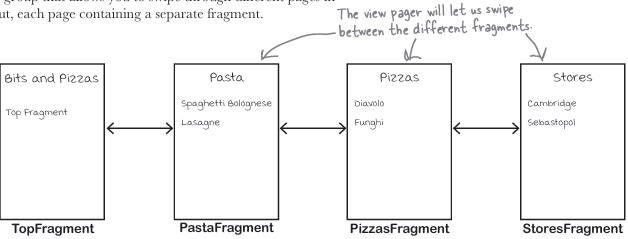 group that allows you to swipe through different pages in
ut, each page containing a separate fragment.
The view pager will let us swipe
between the different fragments.
Bits and Pizzas
Top Fragment
TopFragment
Pasta
Spaghetti Bolognese
Lasagne
PastaFragment
Pizzas
Diavolo
Funghi
PizzasFragment
Stores
Cambridge
Sebastopol
StoresFragment